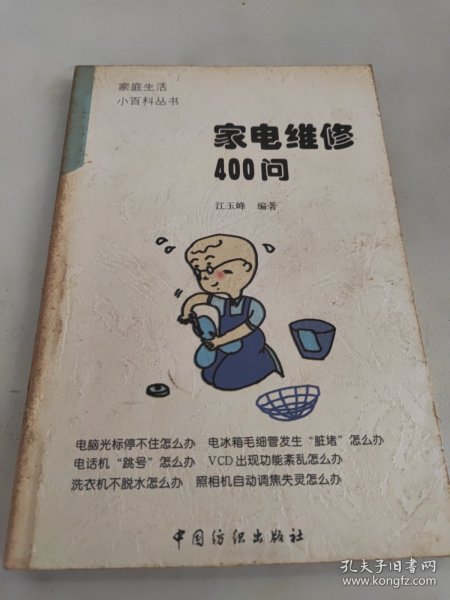 家庭生活
小百科丛书
家电维修
400问
江玉峰 编著
电脑光标停不住怎么办 电冰箱毛细管发生“脏堵”怎么办
电话机“跳号”怎么办 VCD出现功能紊乱怎么办
洗衣机不脱水怎么办 照相机自动调焦失灵怎么办
中国纺织出版社
孔夫子旧书网
www.kongfz.com